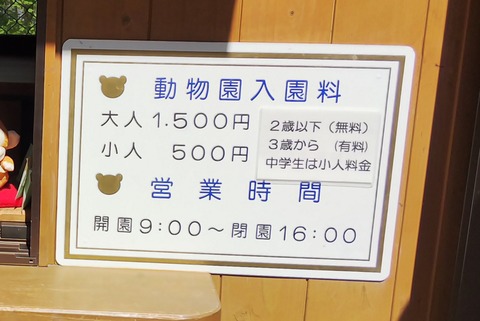 動物園入園料
大人 1.500円
小人 500円
2歳以下（無料）
3歳から （有料）
中学生は小人料金
営業時間
開園9:00～閉園16:00